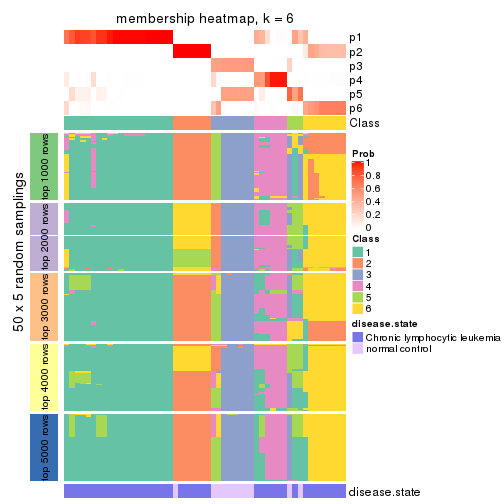 membership heatmap, k = 6
p1
p2
p3
p4
p5
p6
Class
50 x 5 random samplings
top 1000 rows
top 2000 rows
top 3000 rows
top 4000 rows
top 5000 rows
Prob
1
0.8
0.6
0.4
0.2
0
Class
1
2
3
4
5
6
disease.state
Chronic lymphocytic leukemia
normal control
disease.state